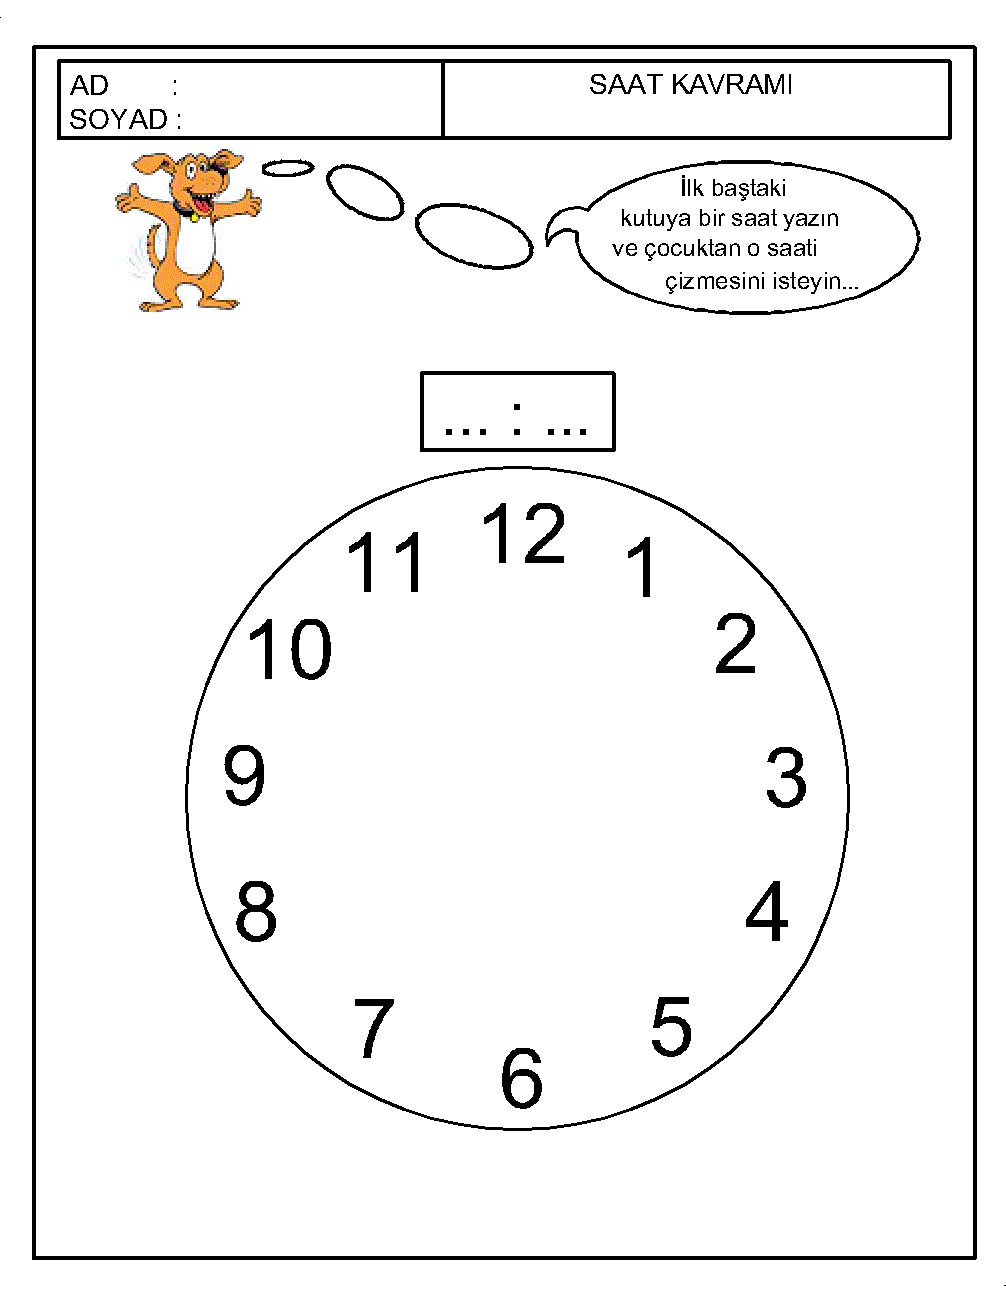 AD :
SOYAD :
SAAT KAVRAMI
İlk baştaki
kutuya bir saat yazın
ve çocuktan o saati
çizmesini isteyin...
... : ...
12
11
1
10
2
9
3
8
4
7
5
6